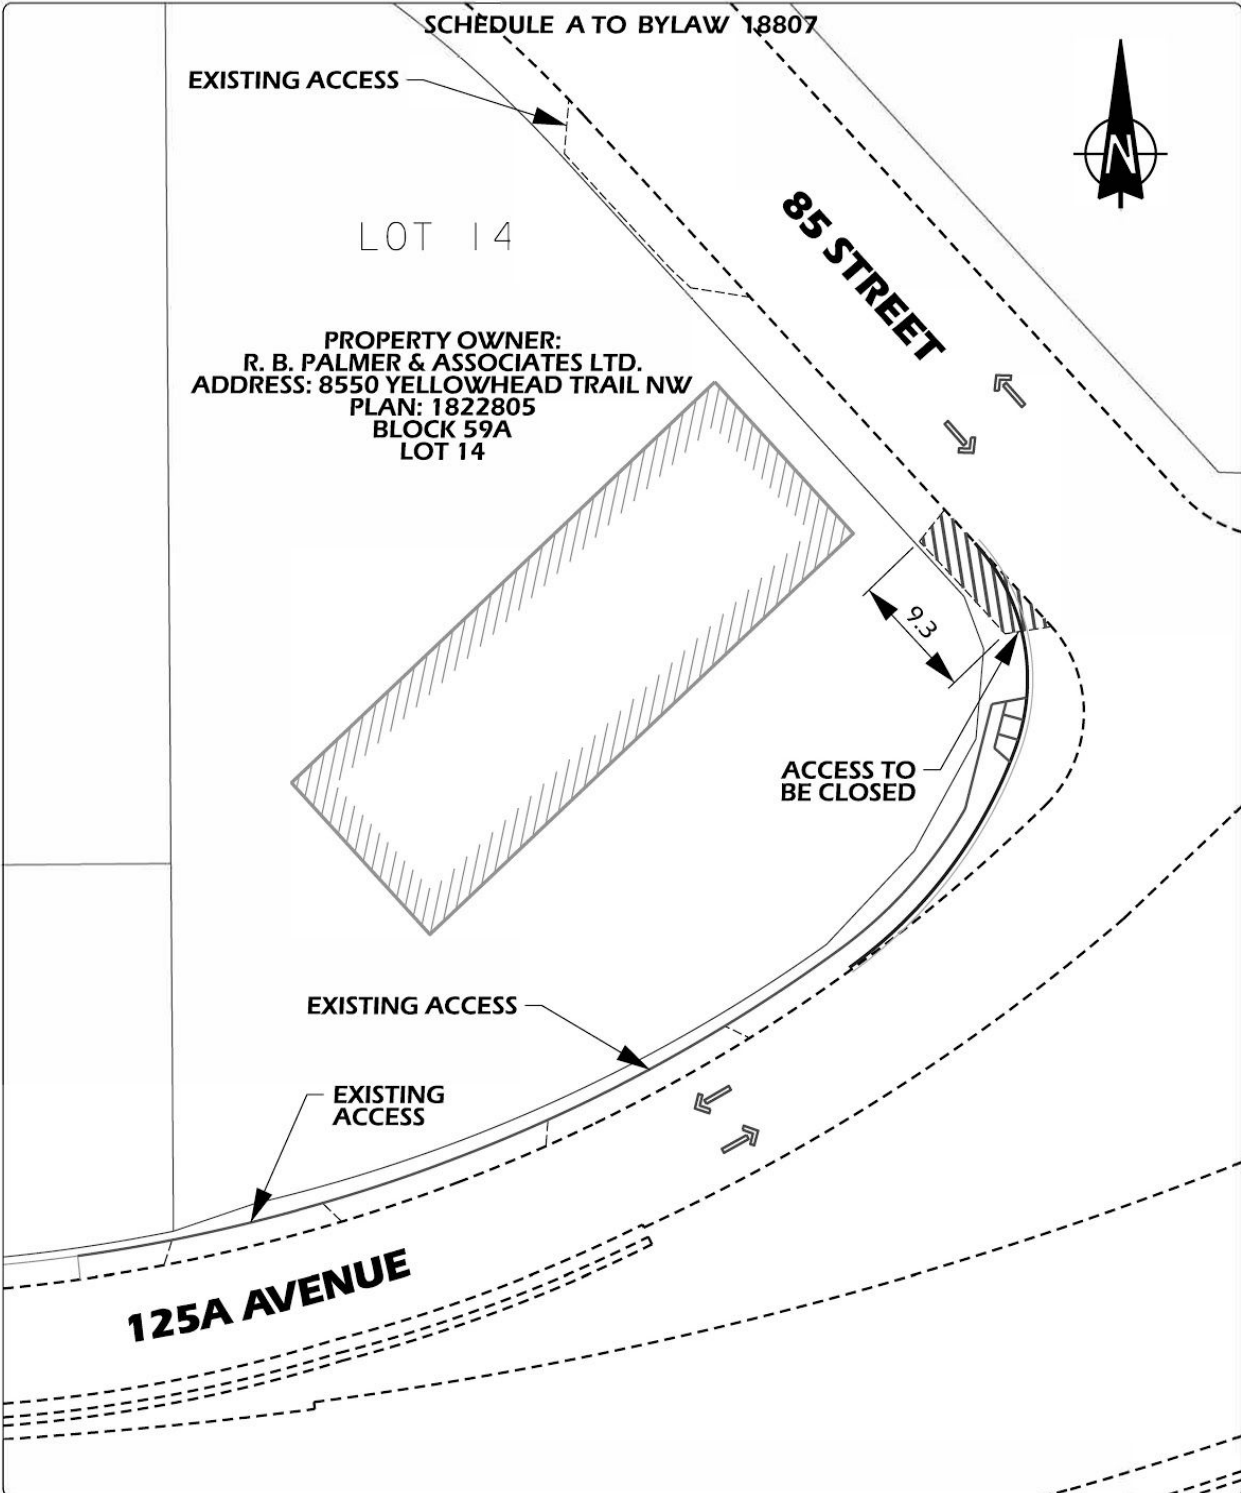 SCHEDULE A TO BYLAW 18807
EXISTING ACCESS
N
LOT 14
85 STREET
PROPERTY OWNER:
R. B. PALMER & ASSOCIATES LTD.
ADDRESS: 8550 YELLOWHEAD TRAIL NW
PLAN: 1822805
BLOCK 59A
LOT 14
9.3
ACCESS TO
BE CLOSED
EXISTING ACCESS
EXISTING
ACCESS
125A AVENUE